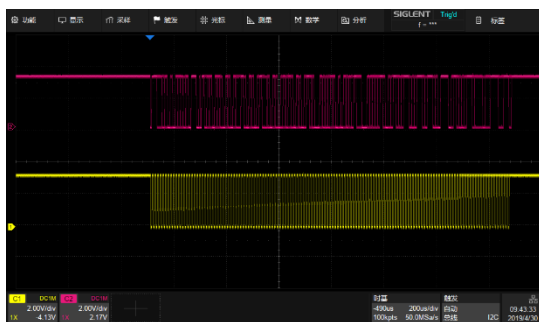 功能 显示 采样 触发 光标 测量 数学 分析 SIGLENT Trig'd 标签
f = ***
C1 DC1M C2 DC1M 时基 触发
2.00V/div 2.00V/div -490us 200us/div 自动 09:43:33
1X -4.13V 1X 2.17V 100kpts 50.0MSa/s 总线 I2C 2019/4/30